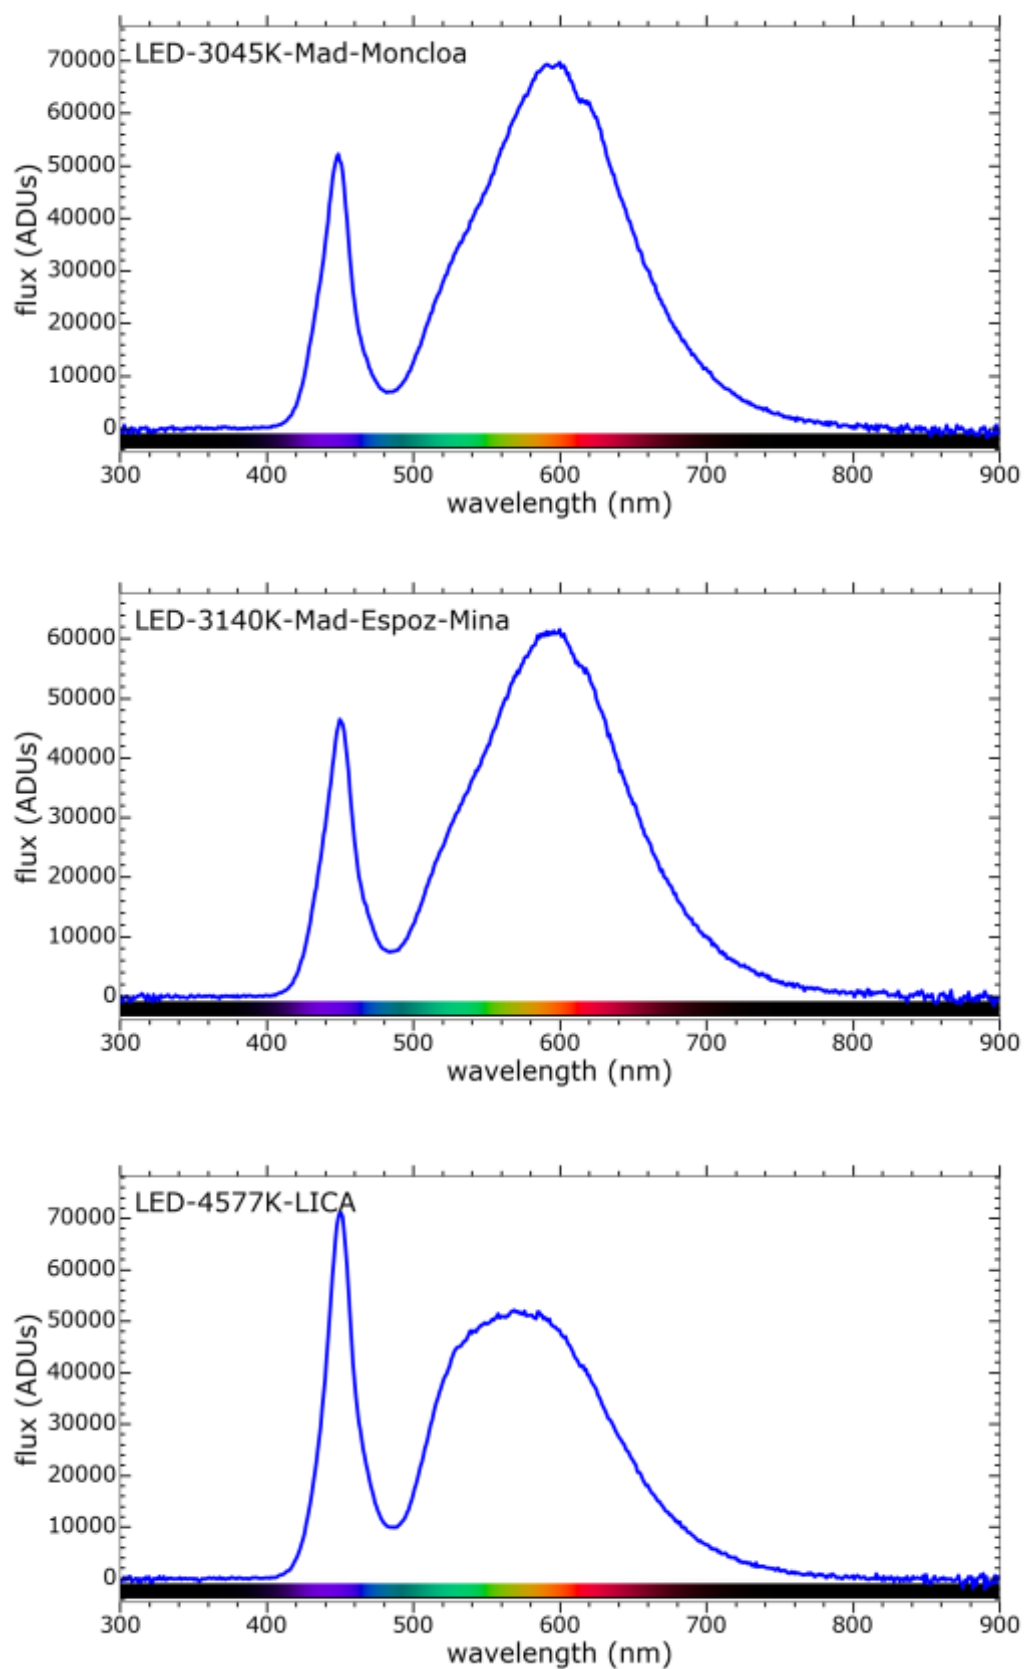 LED-3045K-Mad-Moncloa
70000
60000
50000
40000
30000
20000
10000
0
flux (ADUs)
300 400 500 600 700 800 900
wavelength (nm)
LED-3140K-Mad-Espoz-Mina
60000
50000
40000
30000
20000
10000
0
flux (ADUs)
300 400 500 600 700 800 900
wavelength (nm)
LED-4577K-LICA
70000
60000
50000
40000
30000
20000
10000
0
flux (ADUs)
300 400 500 600 700 800 900
wavelength (nm)